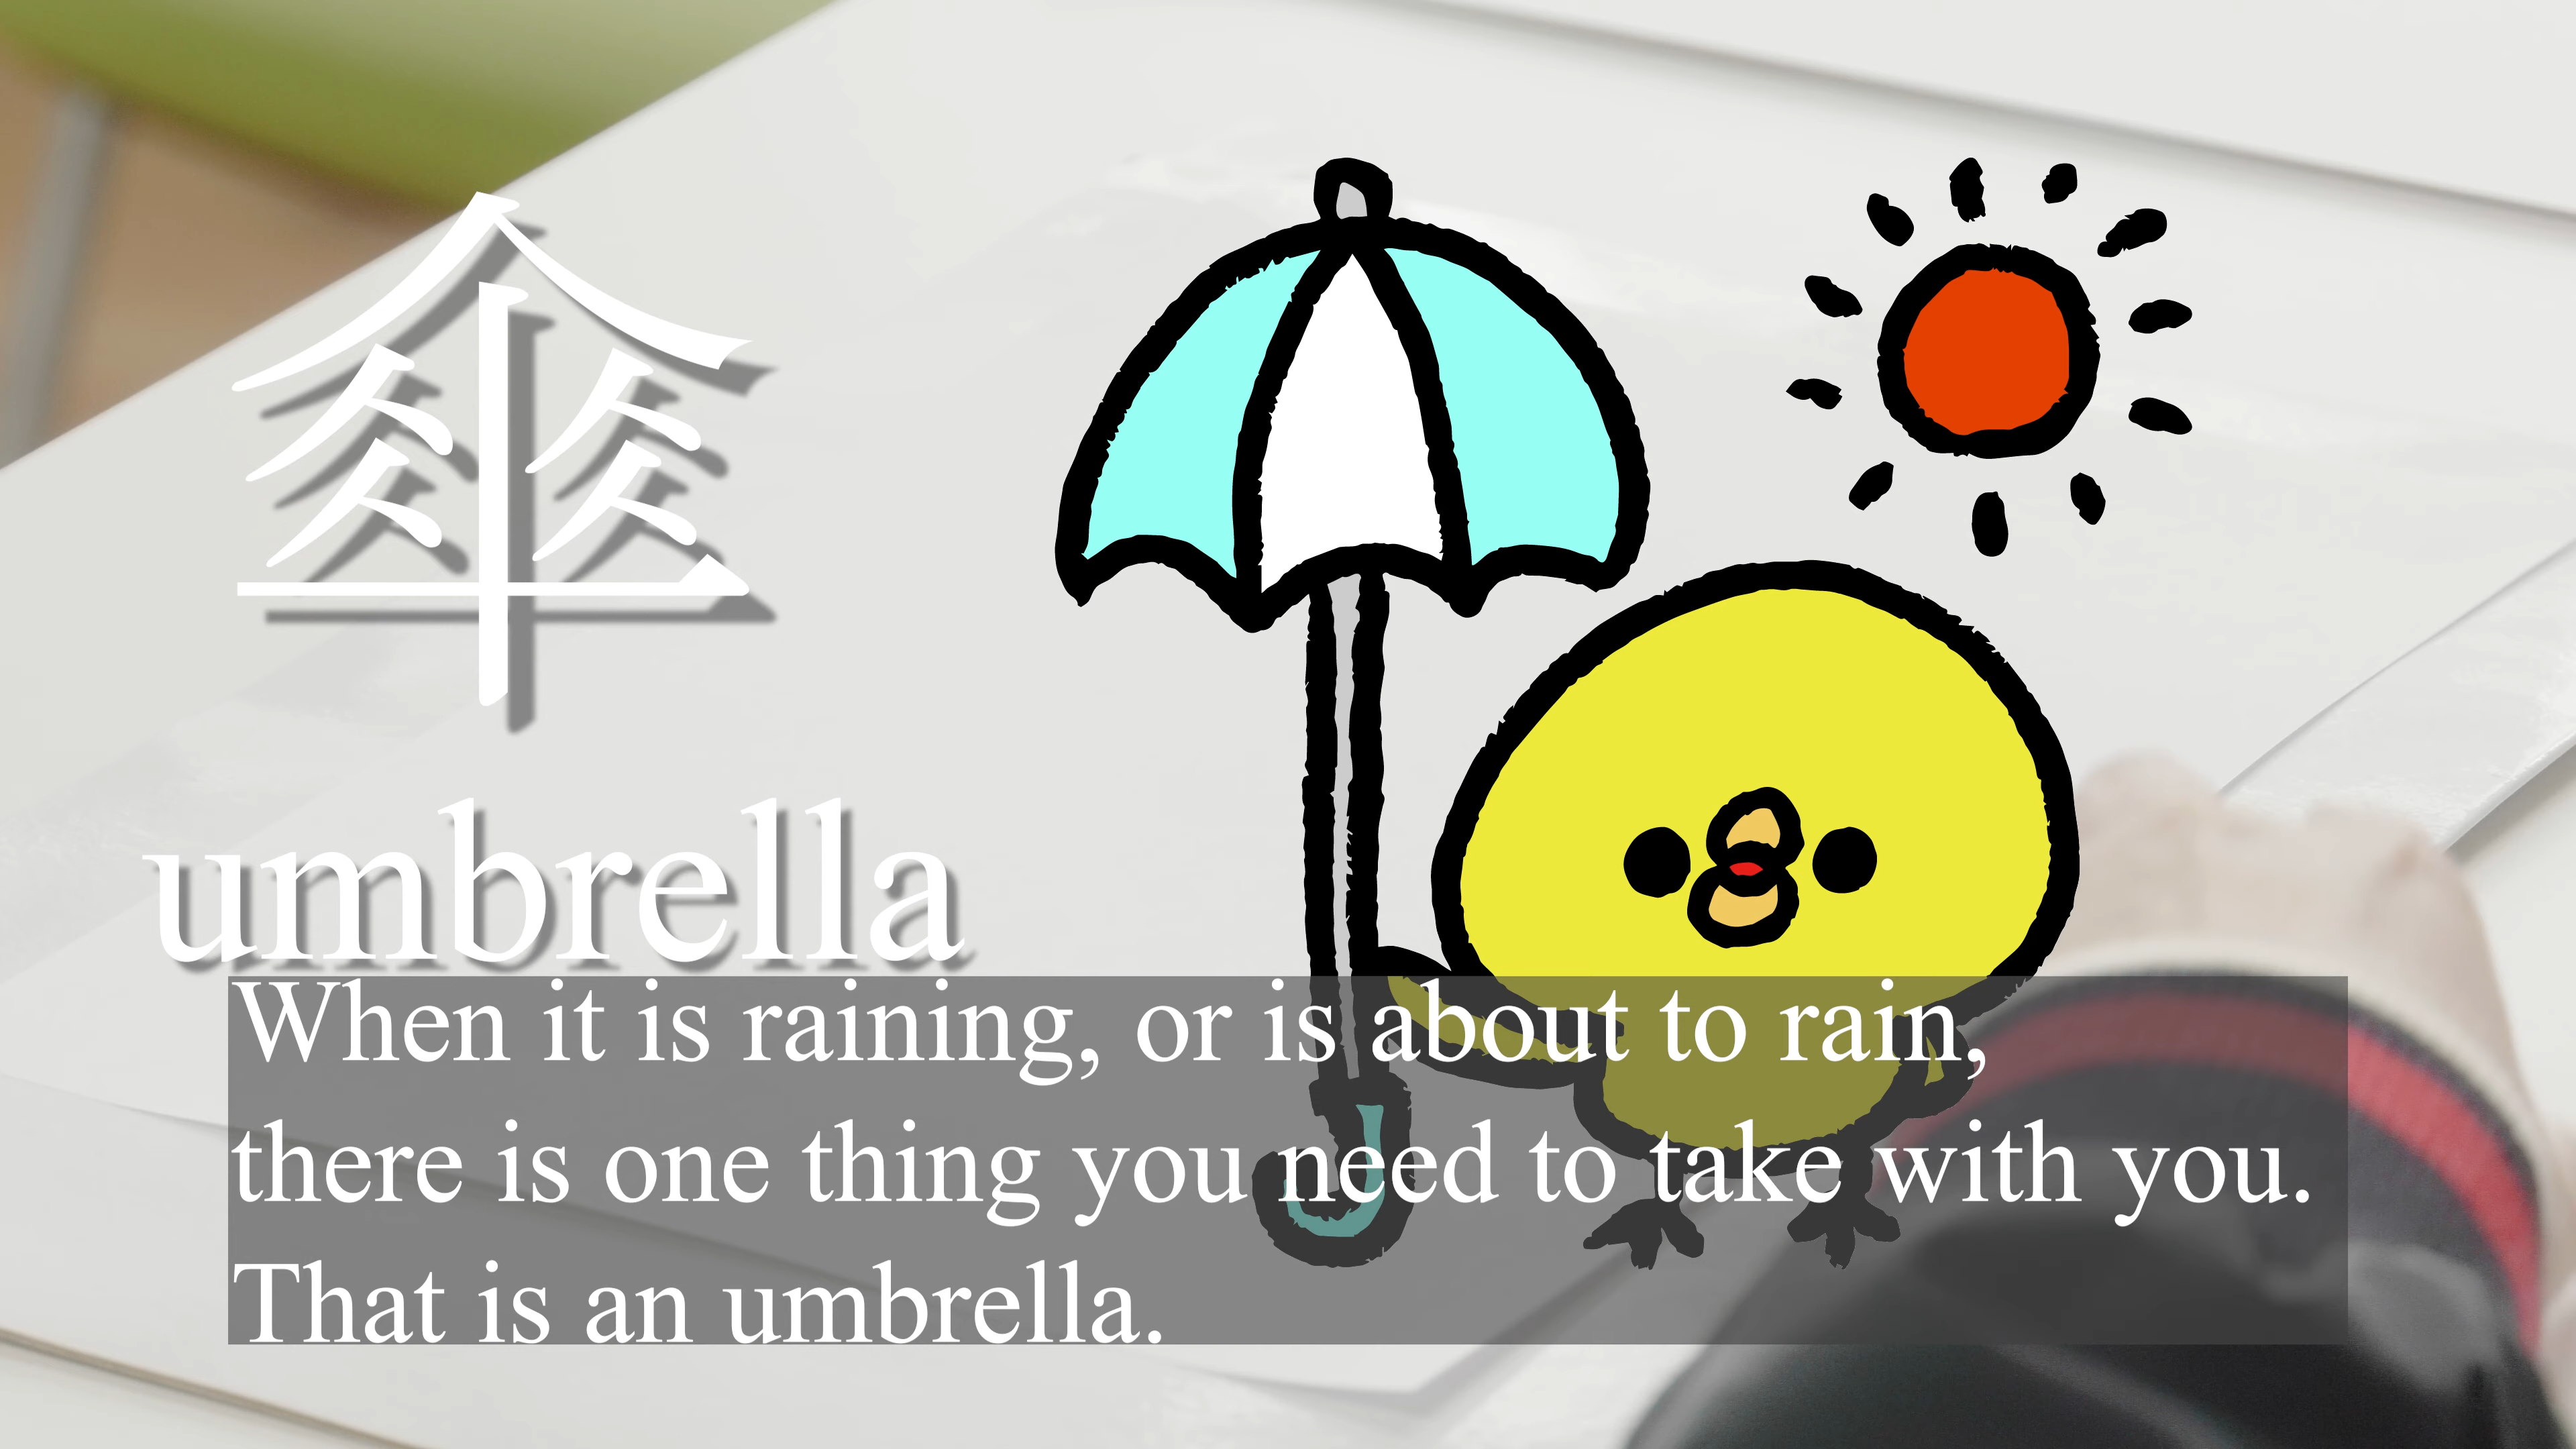 傘
umbrella
When it is raining, or is about to rain,
there is one thing you need to take with you.
That is an umbrella.